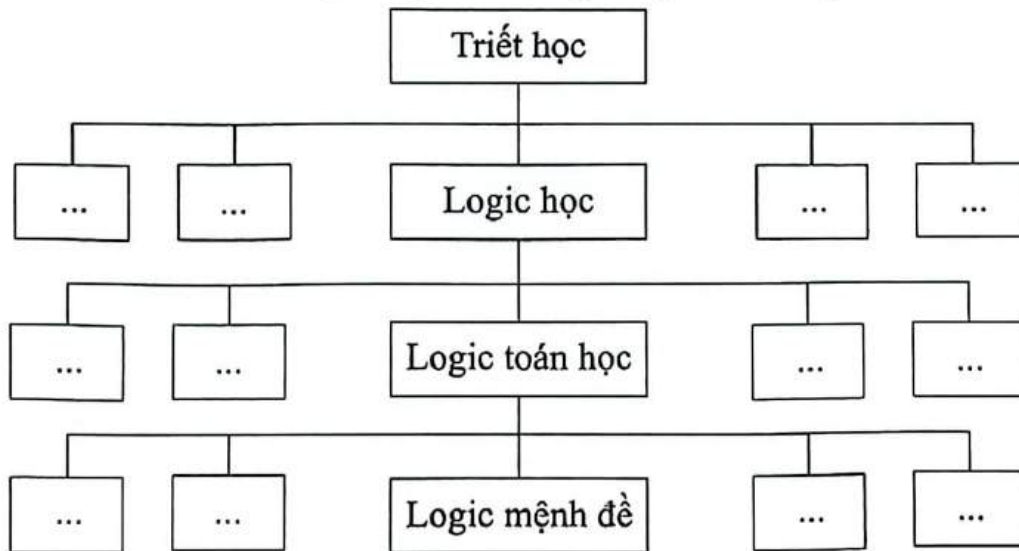 Triết học
... ... Logic học ... ...
... ... Logic toán học ... ...
... ... Logic mệnh đề ... ...